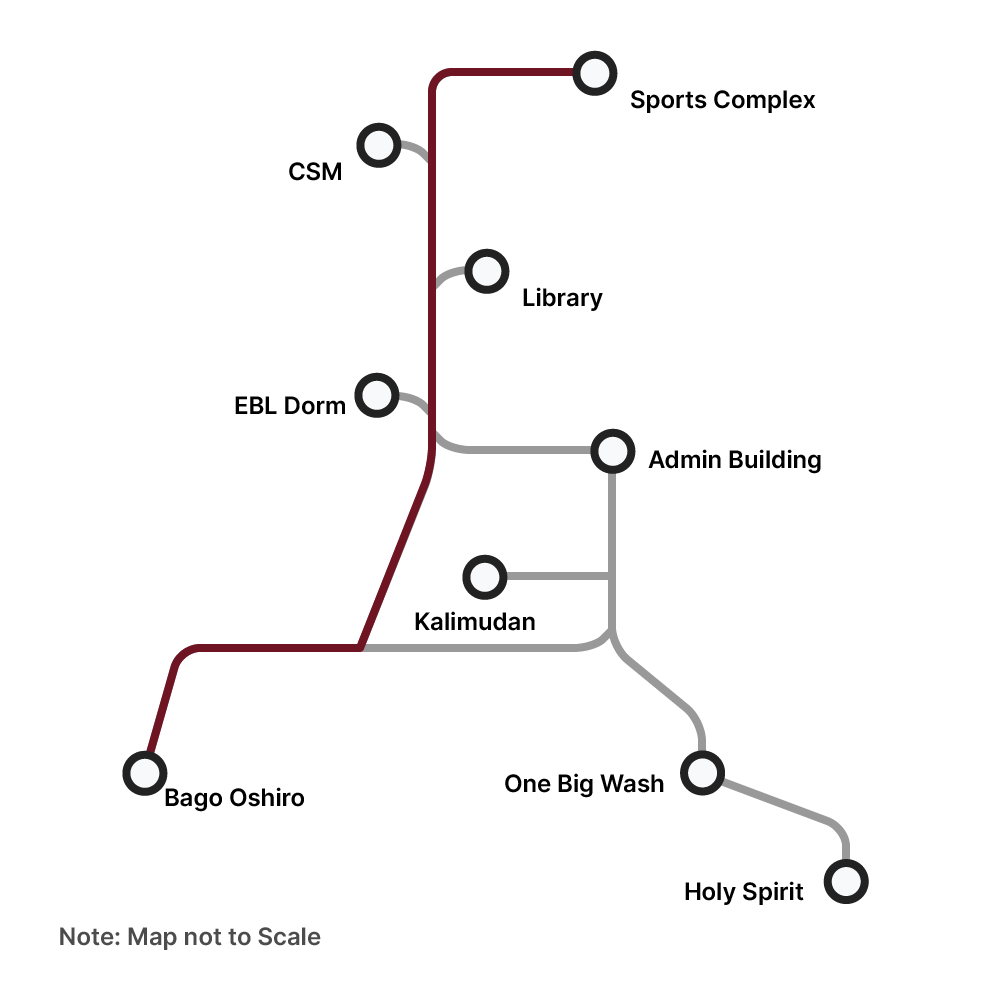 Sports Complex
CSM
Library
EBL Dorm
Admin Building
Kalimudan
One Big Wash
Bago Oshiro
Holy Spirit
Note: Map not to Scale